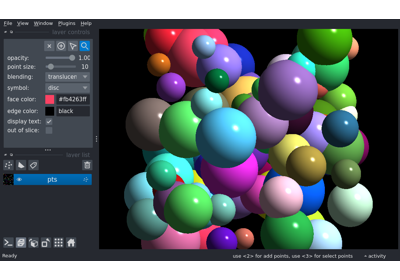 File View Window Plugins Help
layer controls
opacity: 1.00
point size: 10
blending: translucen
symbol: disc
face color: #fb4263ff
edge color: black
display text:
out of slice:
layer list
pts
Ready use <2> for add points, use <3> for select points activity